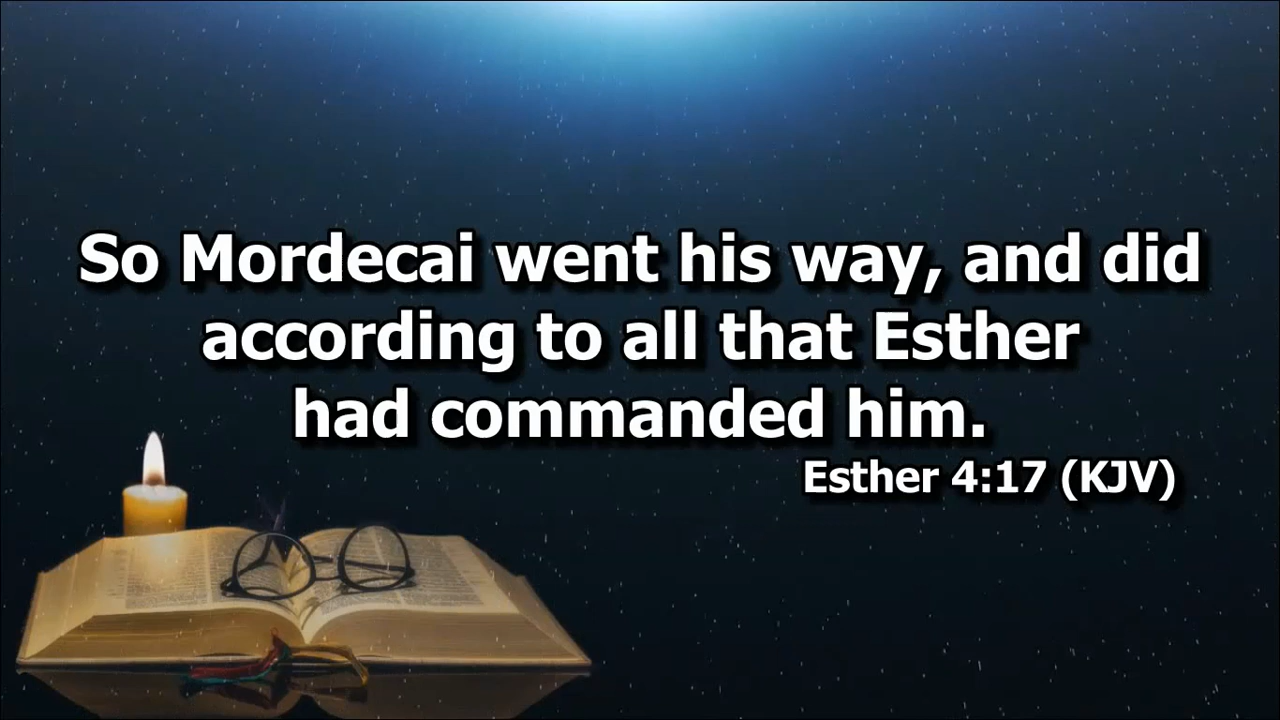 So Mordecai went his way, and did
according to all that Esther
had commanded him.
Esther 4:17 (KJV)